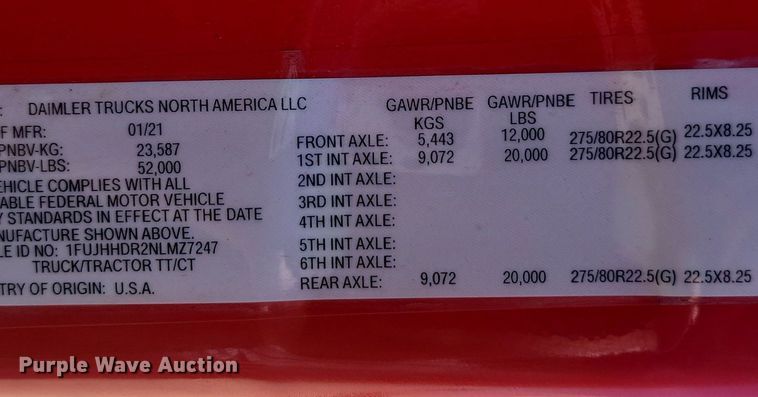 : DAIMLER TRUCKS NORTH AMERICA LLC
F MFR: 01/21
PNBV-KG: 23,587
PNBV-LBS: 52,000
EHICLE COMPLIES WITH ALL
ABLE FEDERAL MOTOR VEHICLE
Y STANDARDS IN EFFECT AT THE DATE
NUFACTURE SHOWN ABOVE.
LE ID NO: 1FUJHHDR2NLMZ7247
TRUCK/TRACTOR TT/CT
TRY OF ORIGIN: U.S.A.
GAWR/PNBE GAWR/PNBE TIRES RIMS
KGS LBS
FRONT AXLE: 5,443 12,000 275/80R22.5(G) 22.5X8.25
1ST INT AXLE: 9,072 20,000 275/80R22.5(G) 22.5X8.25
2ND INT AXLE:
3RD INT AXLE:
4TH INT AXLE:
5TH INT AXLE:
6TH INT AXLE:
REAR AXLE: 9,072 20,000 275/80R22.5(G) 22.5X8.25
Purple Wave Auction